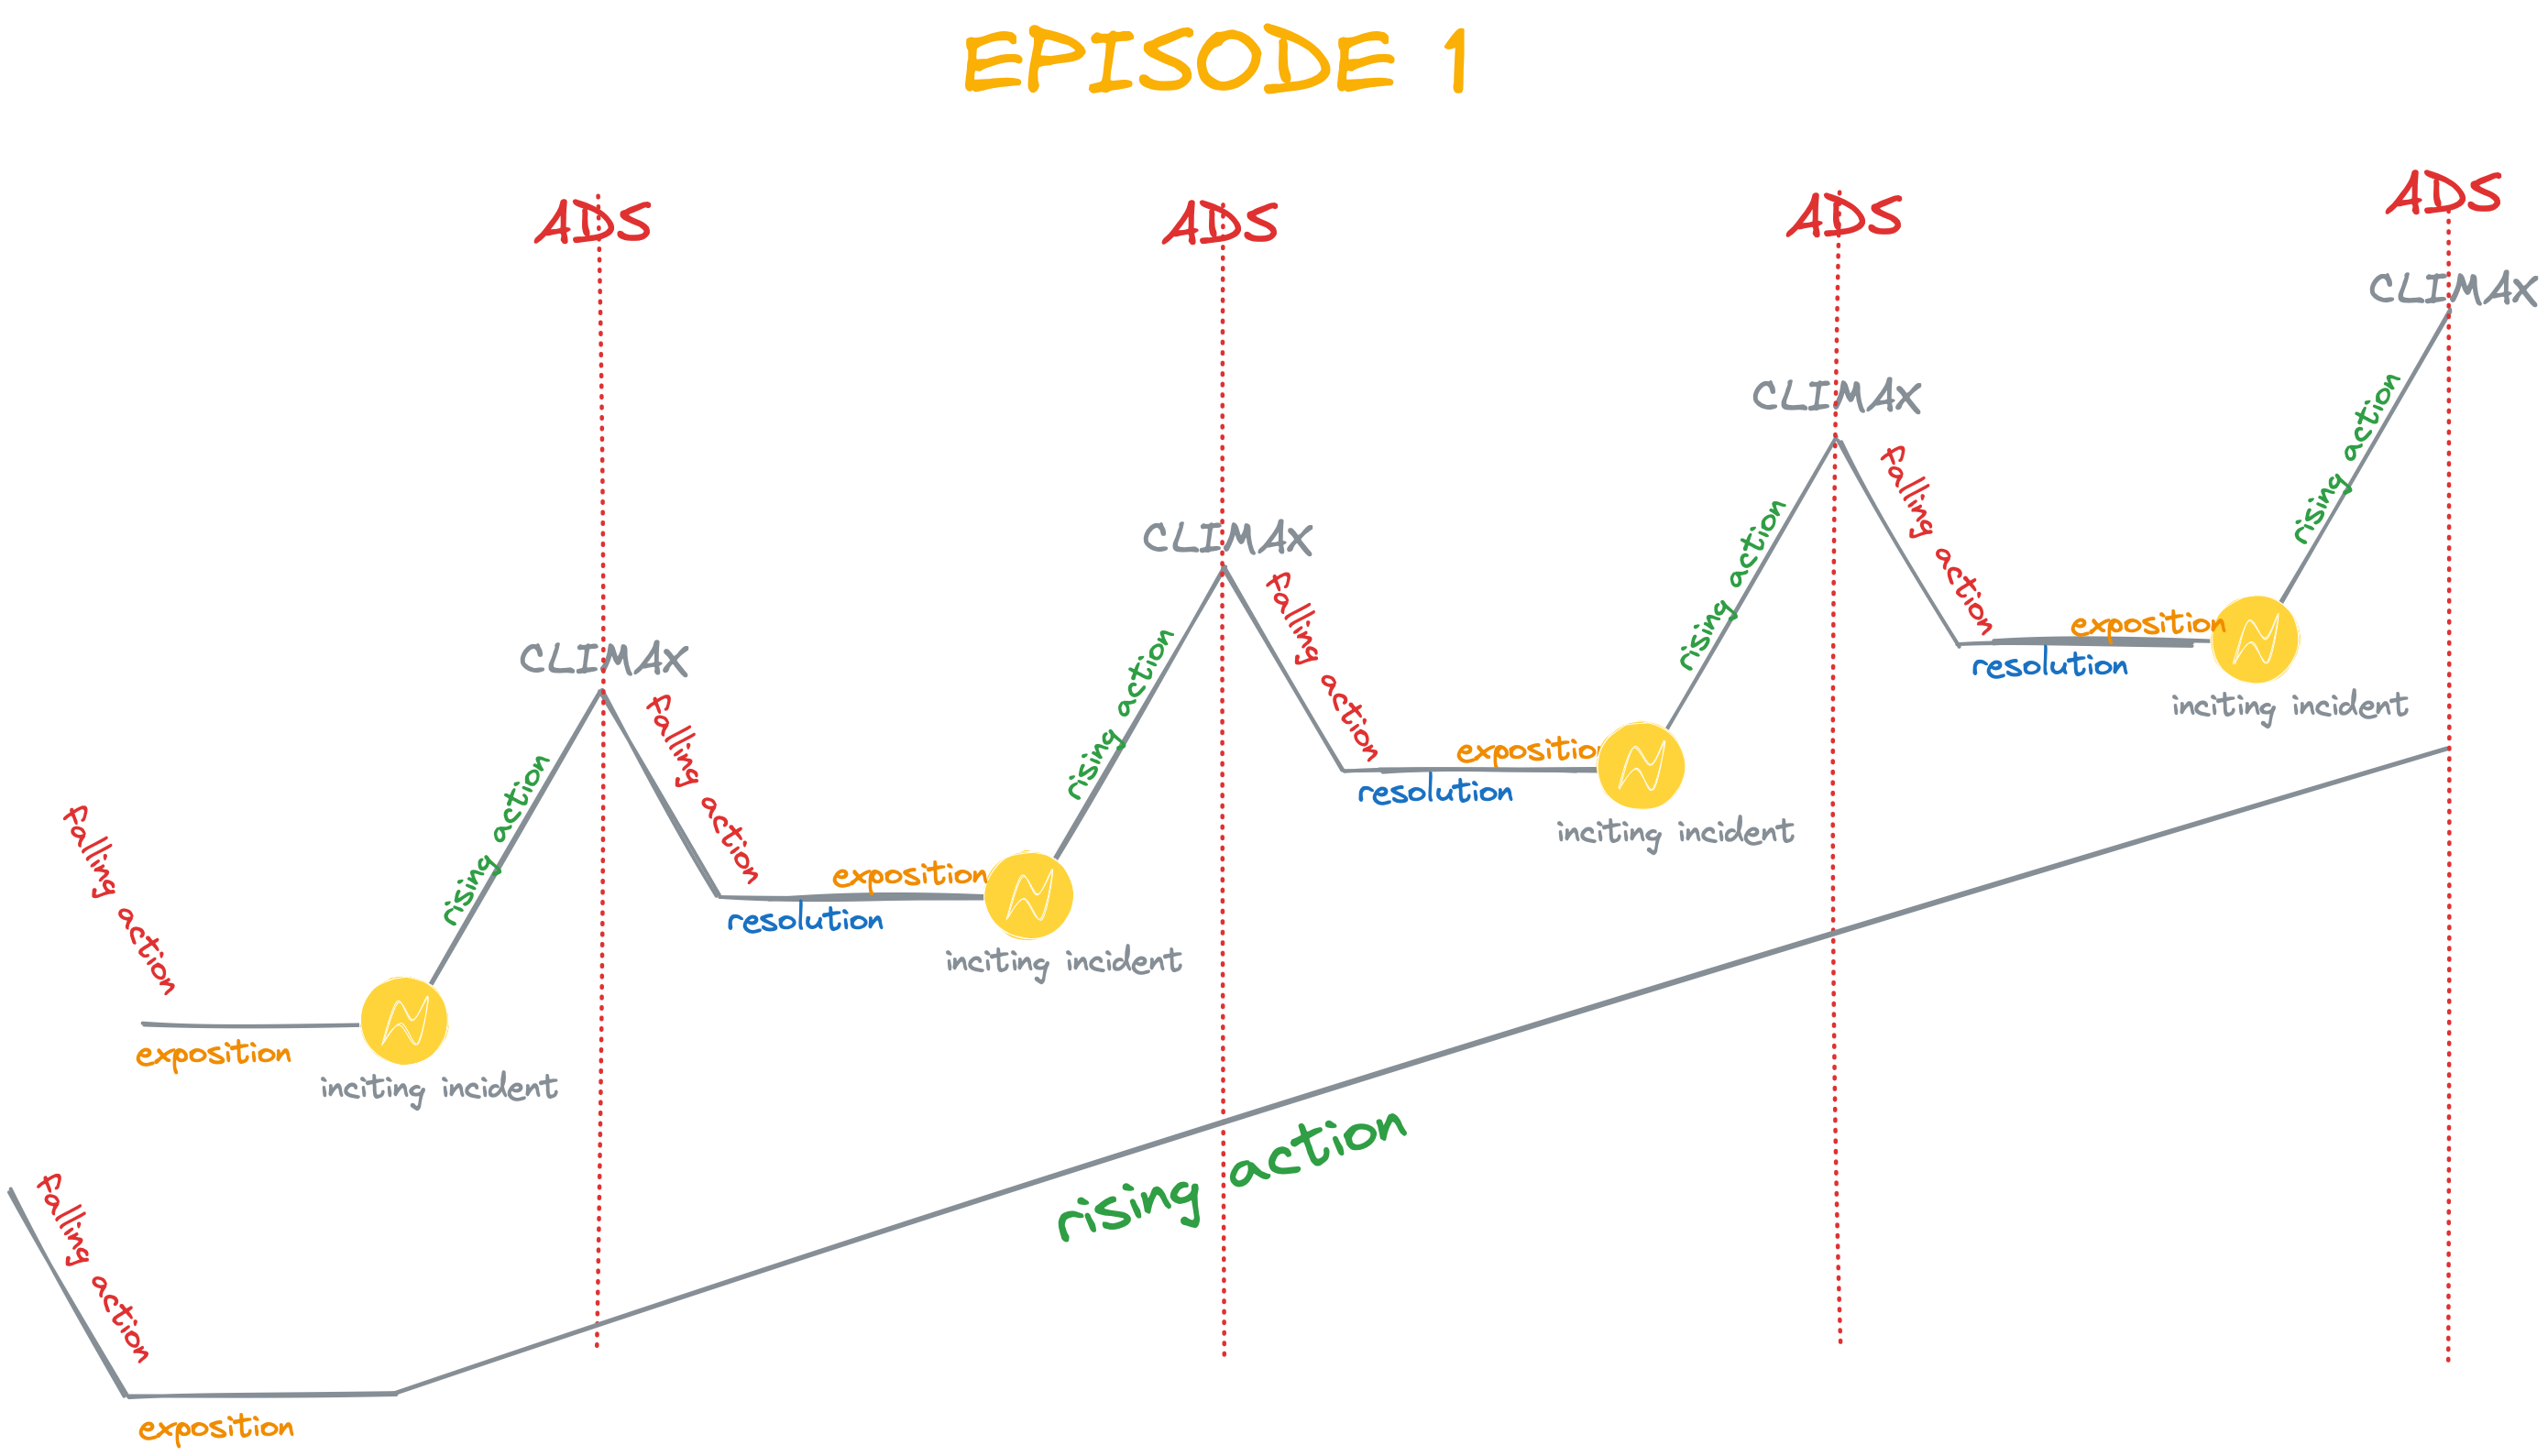 EPISODE 1
ADS
ADS
ADS
ADS
CLIMAX
CLIMAX
CLIMAX
CLIMAX
falling action
exposition
inciting incident
rising action
falling action
resolution
exposition
inciting incident
rising action
falling action
resolution
exposition
inciting incident
rising action
falling action
resolution
exposition
inciting incident
rising action
falling action
exposition
rising action